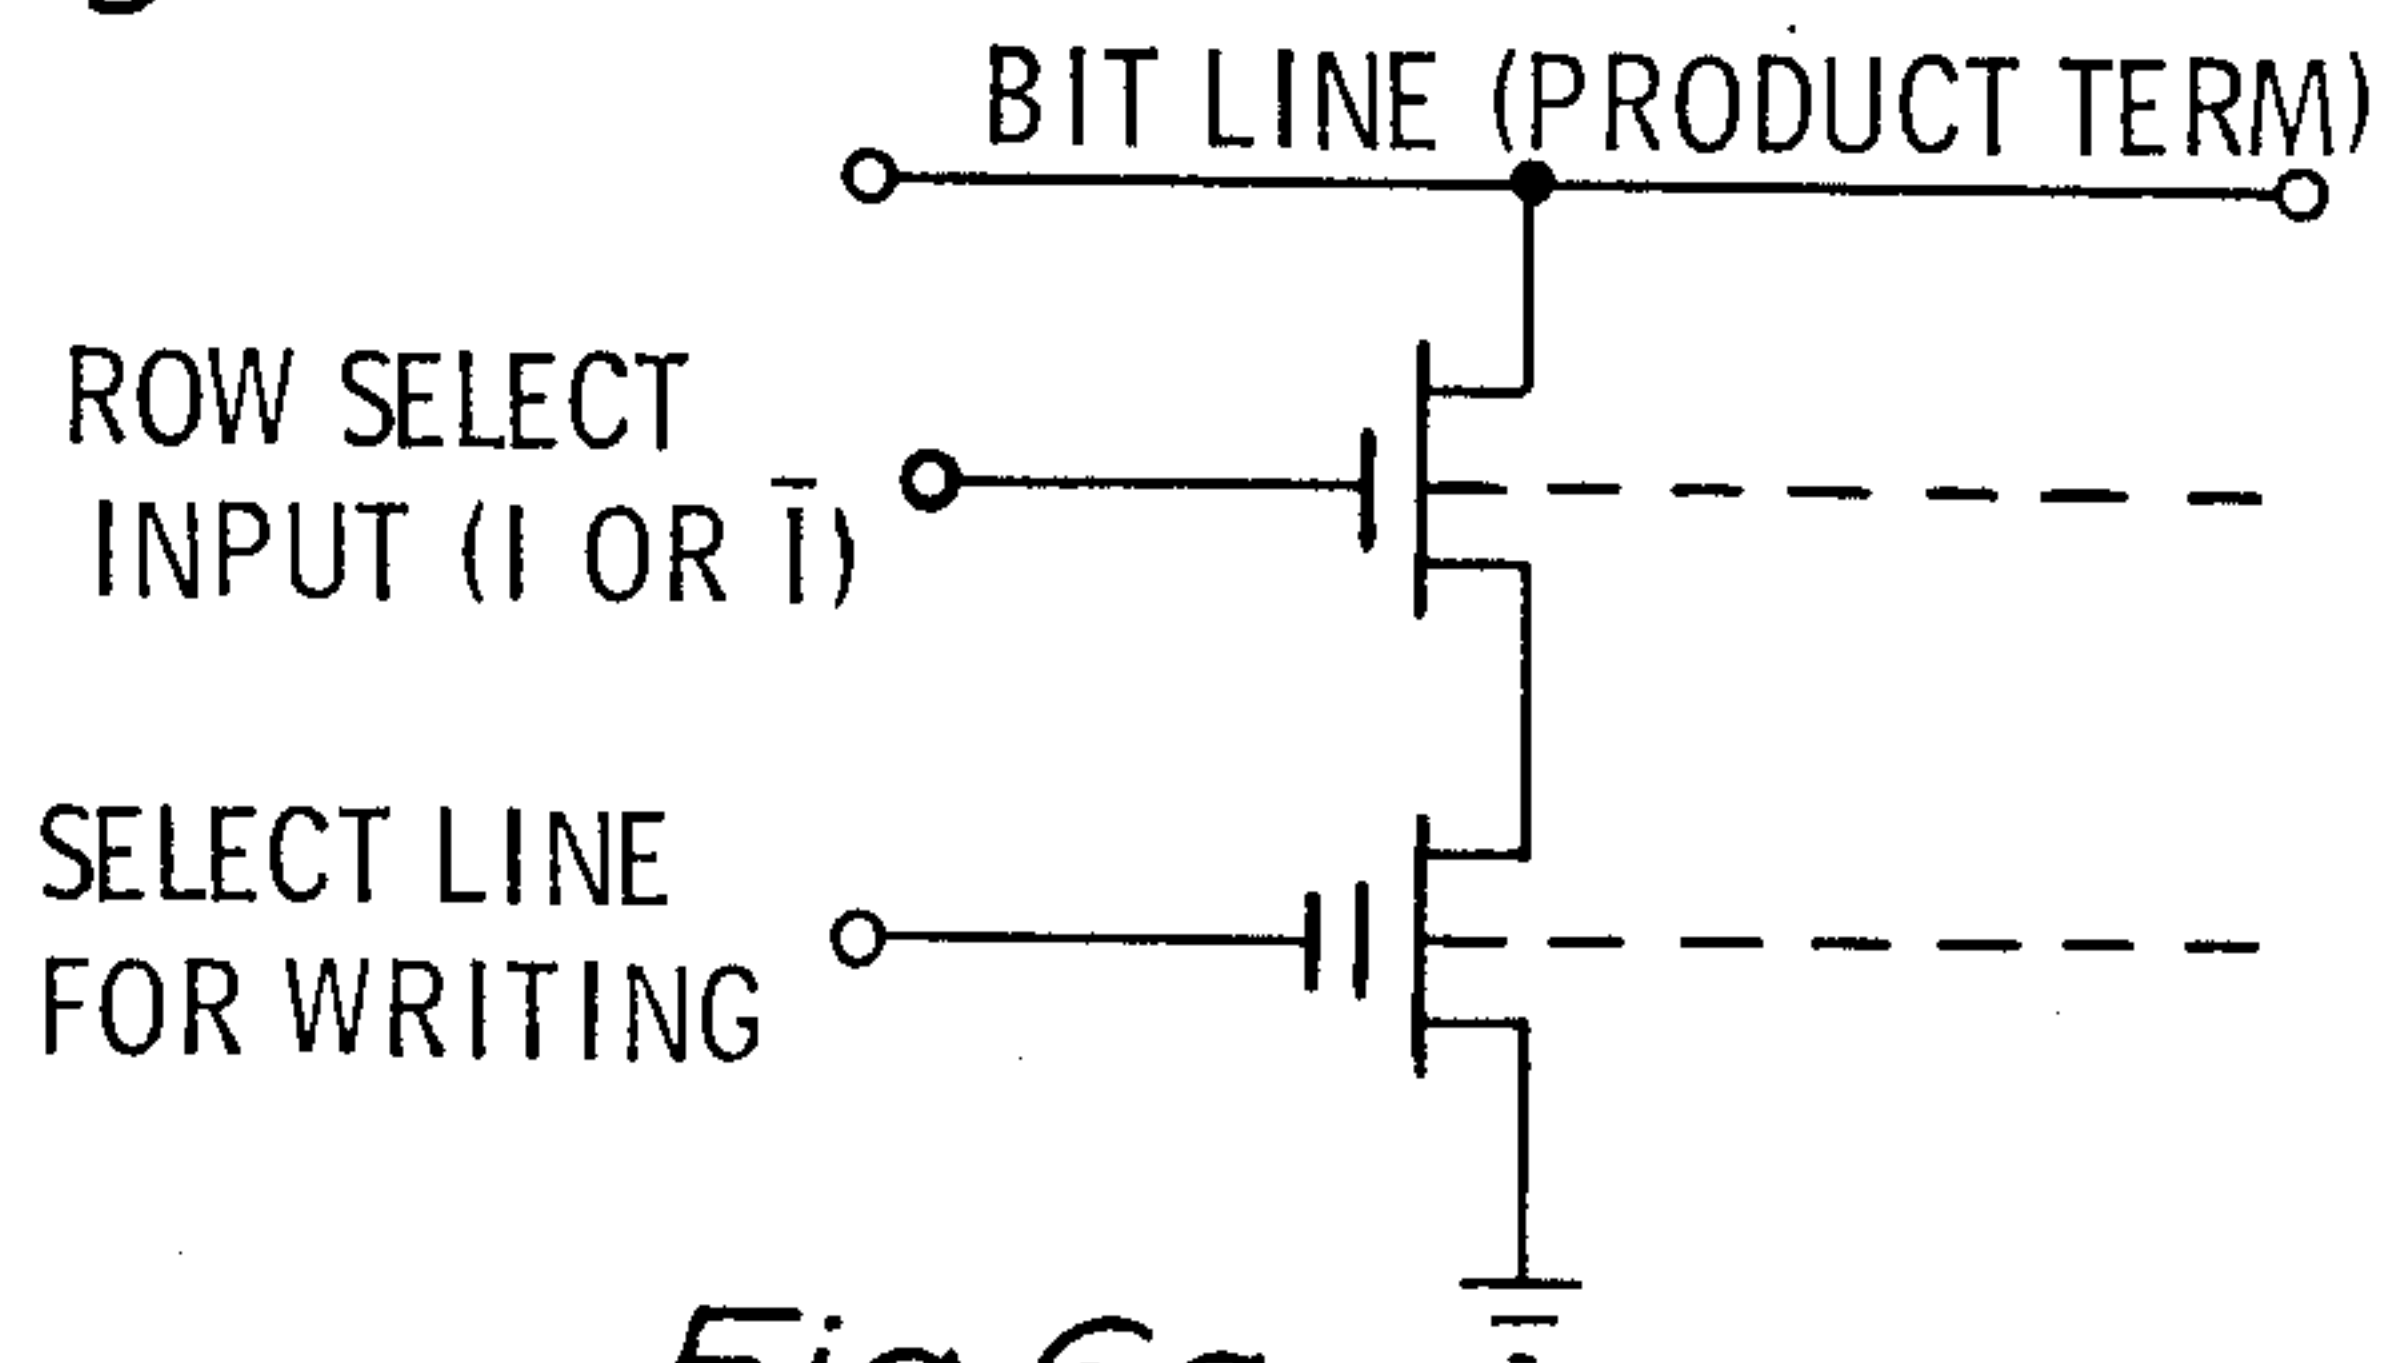 BIT LINE (PRODUCT TERM)
ROW SELECT
INPUT (I OR Ī)
SELECT LINE
FOR WRITING